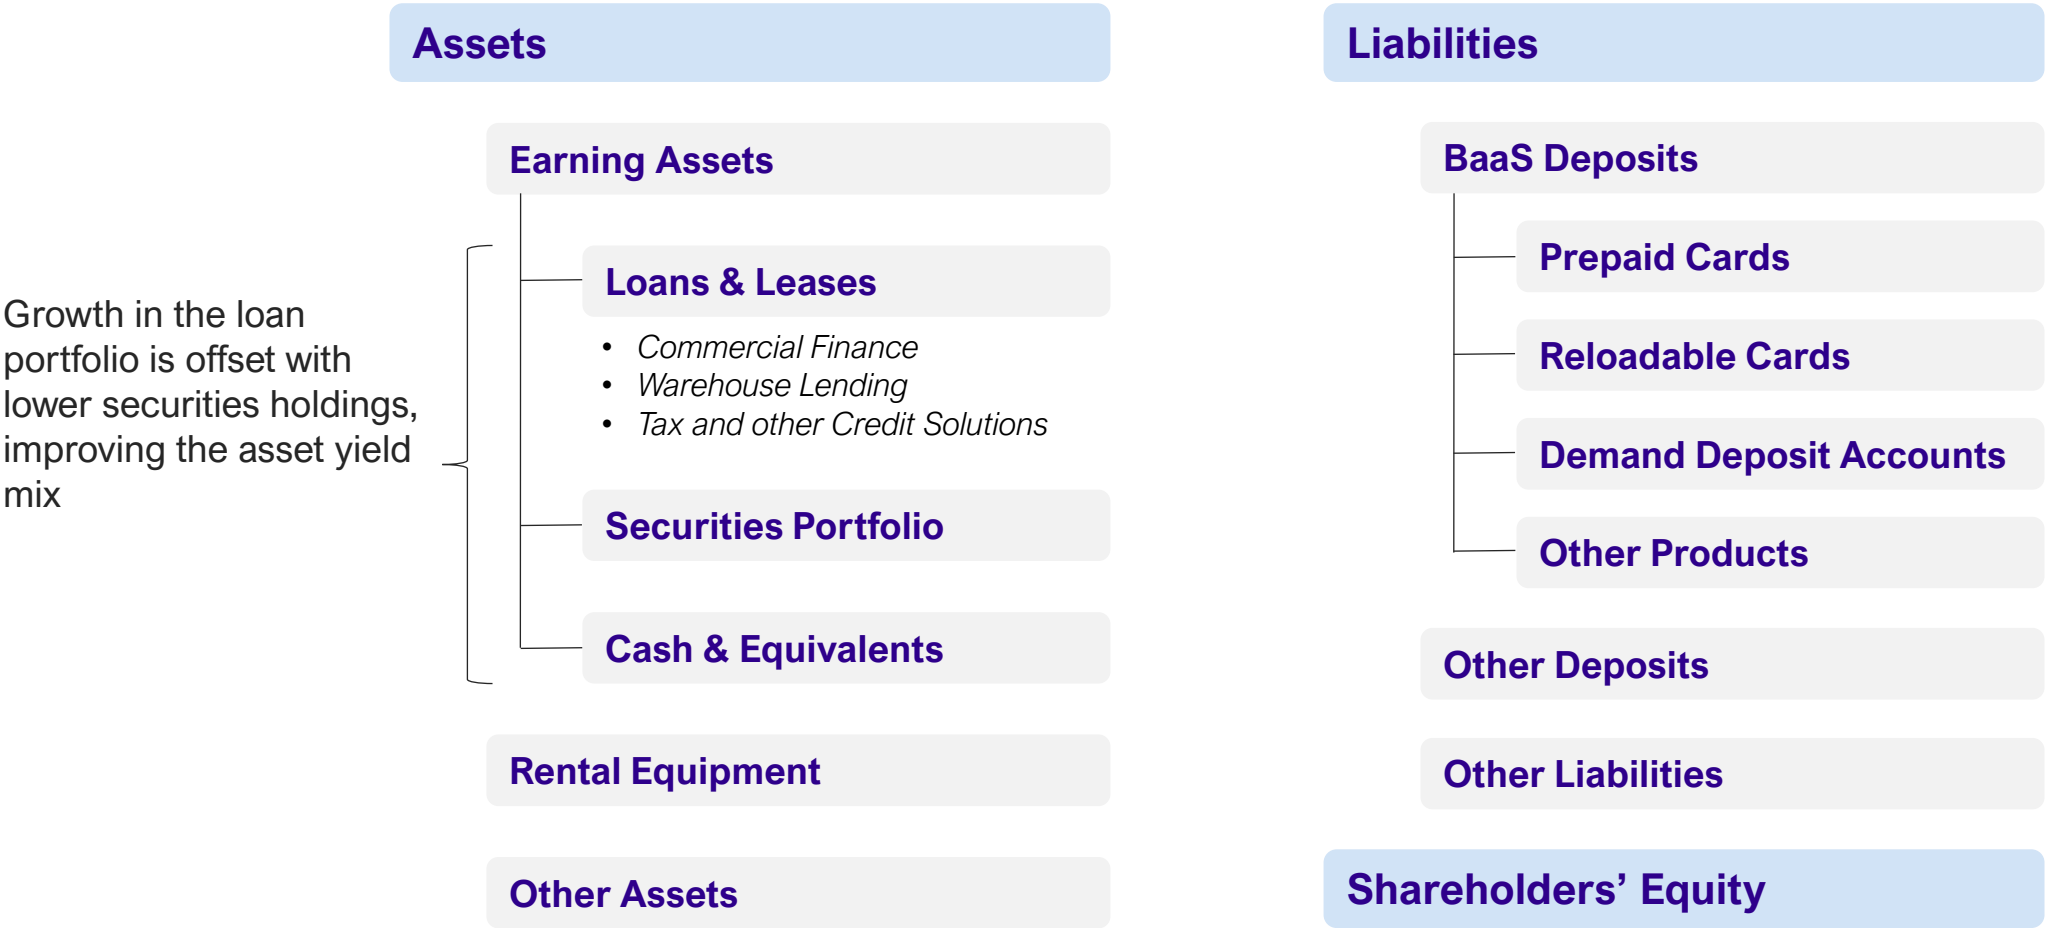 Assets
Earning Assets
Growth in the loan
portfolio is offset with
lower securities holdings,
improving the asset yield
mix
Loans & Leases
• Commercial Finance
• Warehouse Lending
• Tax and other Credit Solutions
Securities Portfolio
Cash & Equivalents
Rental Equipment
Other Assets
Liabilities
BaaS Deposits
Prepaid Cards
Reloadable Cards
Demand Deposit Accounts
Other Products
Other Deposits
Other Liabilities
Shareholders’ Equity